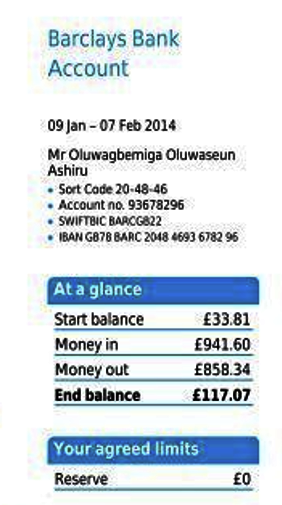 Barclays Bank
Account
09 Jan – 07 Feb 2014
Mr Oluwagbemiga Oluwaseun
Ashiru
• Sort Code 20-48-46
• Account no. 93678296
• SWIFTBIC BARCGB22
• IBAN GB78 BARC 2048 4693 6782 96
At a glance
Start balance £33.81
Money in £941.60
Money out £858.34
End balance £117.07
Your agreed limits
Reserve £0